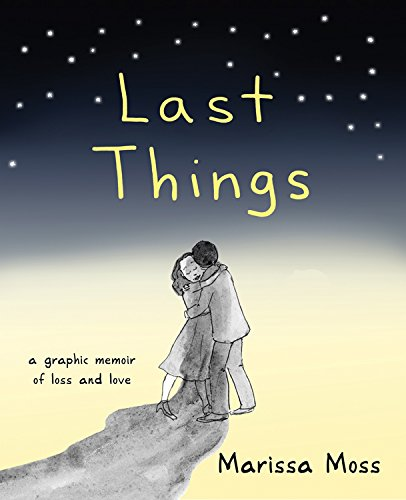 Last
Things
a graphic memoir
of loss and love
Marissa Moss